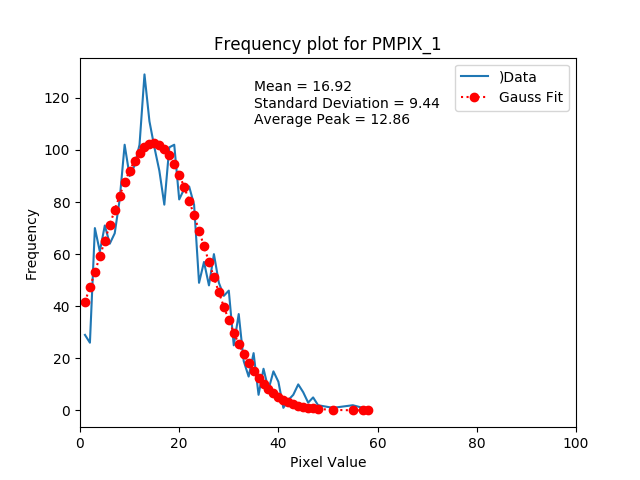 Frequency plot for PMPIX_1
Mean = 16.92
Standard Deviation = 9.44
Average Peak = 12.86
)Data
Gauss Fit
Frequency
120
100
80
60
40
20
0
0 20 40 60 80 100
Pixel Value